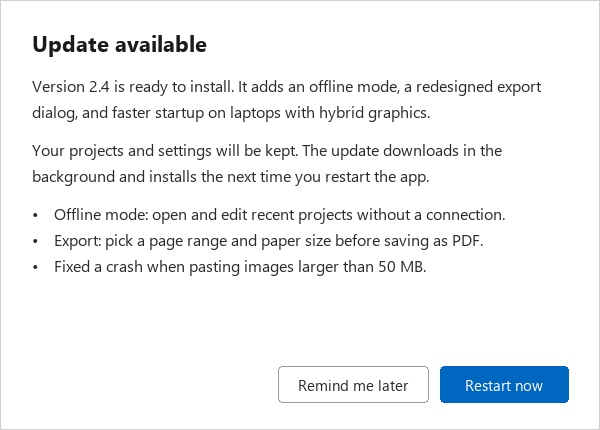 Update available
Version 2.4 is ready to install. It adds an offline mode, a redesigned export
dialog, and faster startup on laptops with hybrid graphics.
Your projects and settings will be kept. The update downloads in the
background and installs the next time you restart the app.
• Offline mode: open and edit recent projects without a connection.
• Export: pick a page range and paper size before saving as PDF.
• Fixed a crash when pasting images larger than 50 MB.
Remind me later
Restart now